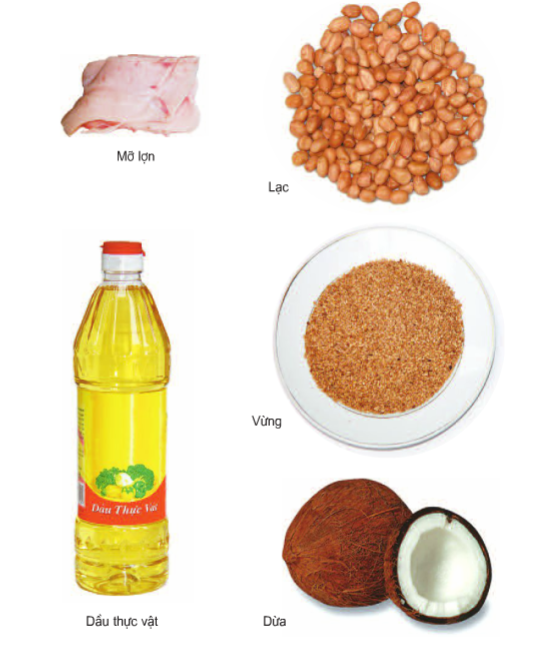 Mỡ lợn
Lạc
Dầu Thực Vật
Vừng
Dầu thực vật
Dừa